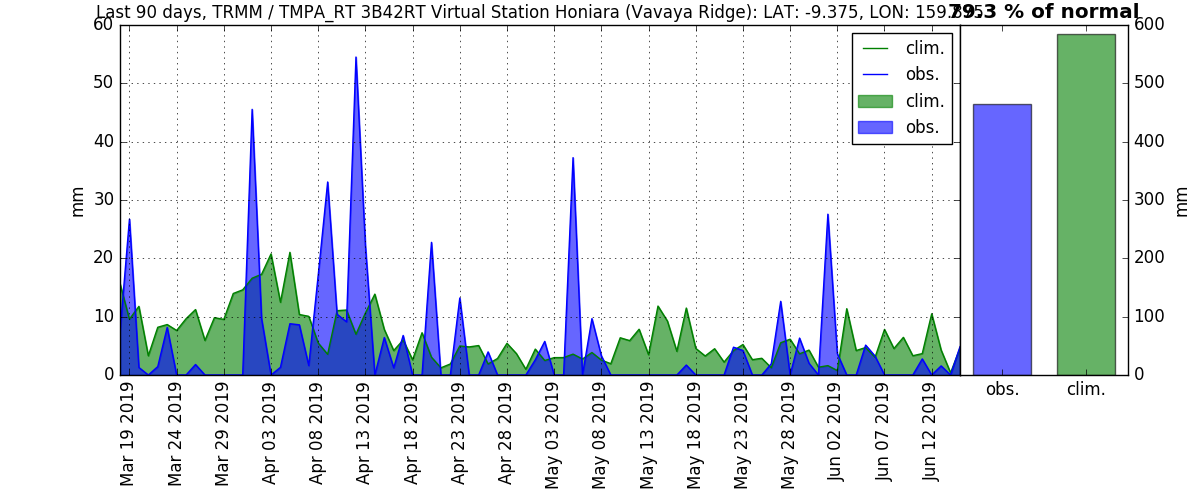 Last 90 days, TRMM / TMPA_RT 3B42RT Virtual Station Honiara (Vavaya Ridge): LAT: -9.375, LON:
79.3 % of normal
60
50
40
30
20
10
0
mm
clim.
obs.
clim.
obs.
600
500
400
300
200
100
0
mm
obs.
clim.
Mar 19 2019
Mar 24 2019
Mar 29 2019
Apr 03 2019
Apr 08 2019
Apr 13 2019
Apr 18 2019
Apr 23 2019
Apr 28 2019
May 03 2019
May 08 2019
May 13 2019
May 18 2019
May 23 2019
May 28 2019
Jun 02 2019
Jun 07 2019
Jun 12 2019